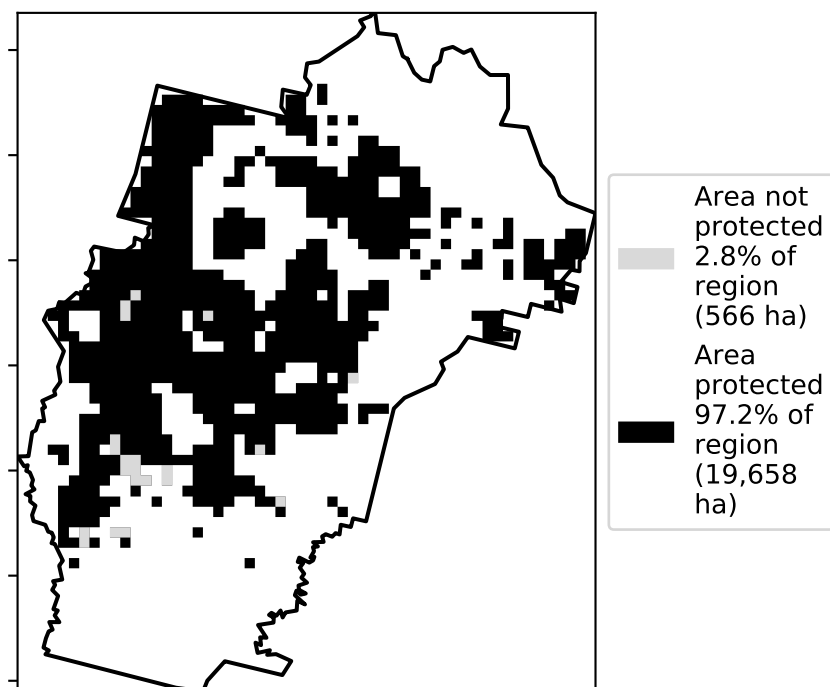 Area not
protected
2.8% of
region
(566 ha)
Area
protected
97.2% of
region
(19,658
ha)